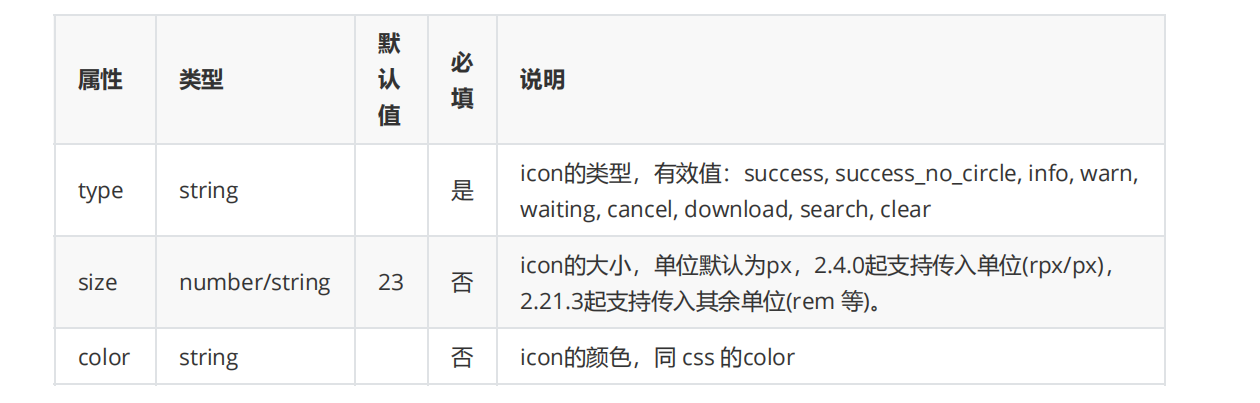 属性 类型 默认值 必填 说明
type string 是 icon的类型，有效值：success, success_no_circle, info, warn,
waiting, cancel, download, search, clear
size number/string 23 否 icon的大小，单位默认为px，2.4.0起支持传入单位(rpx/px)，
2.21.3起支持传入其余单位(rem 等)。
color string 否 icon的颜色，同 css 的color